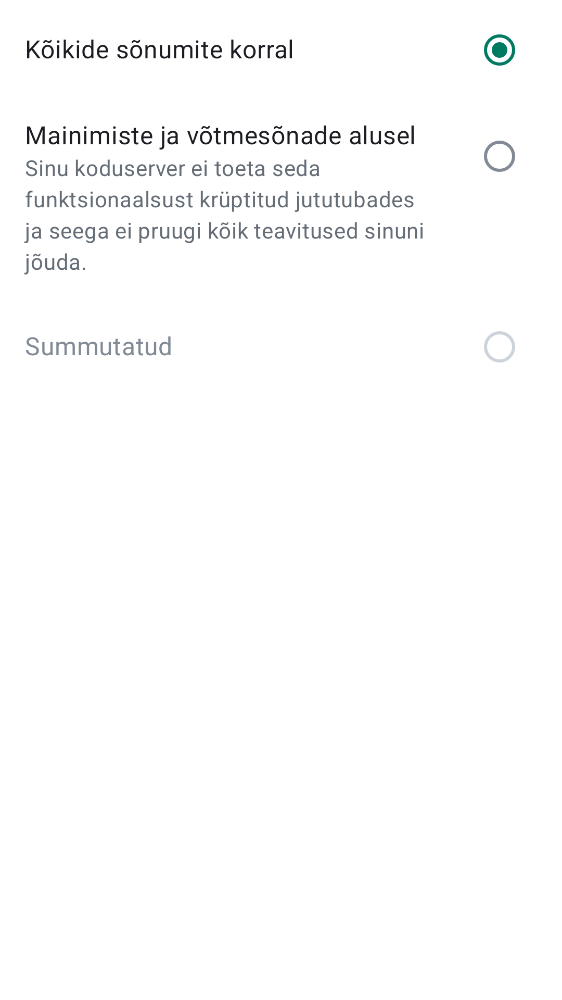 Kõikide sõnumite korral
Mainimiste ja võtmesõnade alusel
Sinu koduserver ei toeta seda
funktsionaalsust krüptitud jututubades
ja seega ei pruugi kõik teavitused sinuni
jõuda.
Summutatud